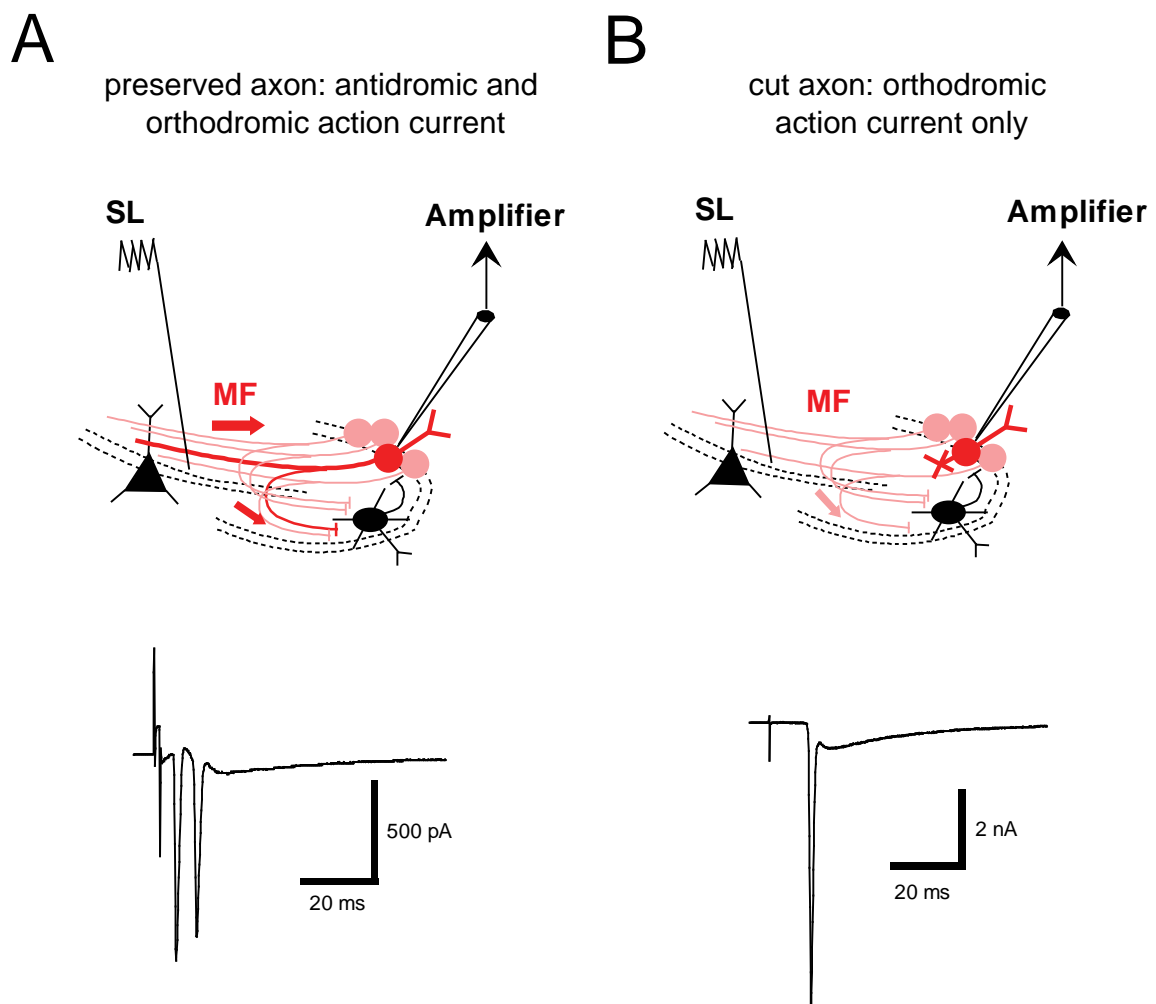 A
preserved axon: antidromic and
orthodromic action current
SL
Amplifier
MF
500 pA
20 ms
B
cut axon: orthodromic
action current only
SL
Amplifier
MF
2 nA
20 ms